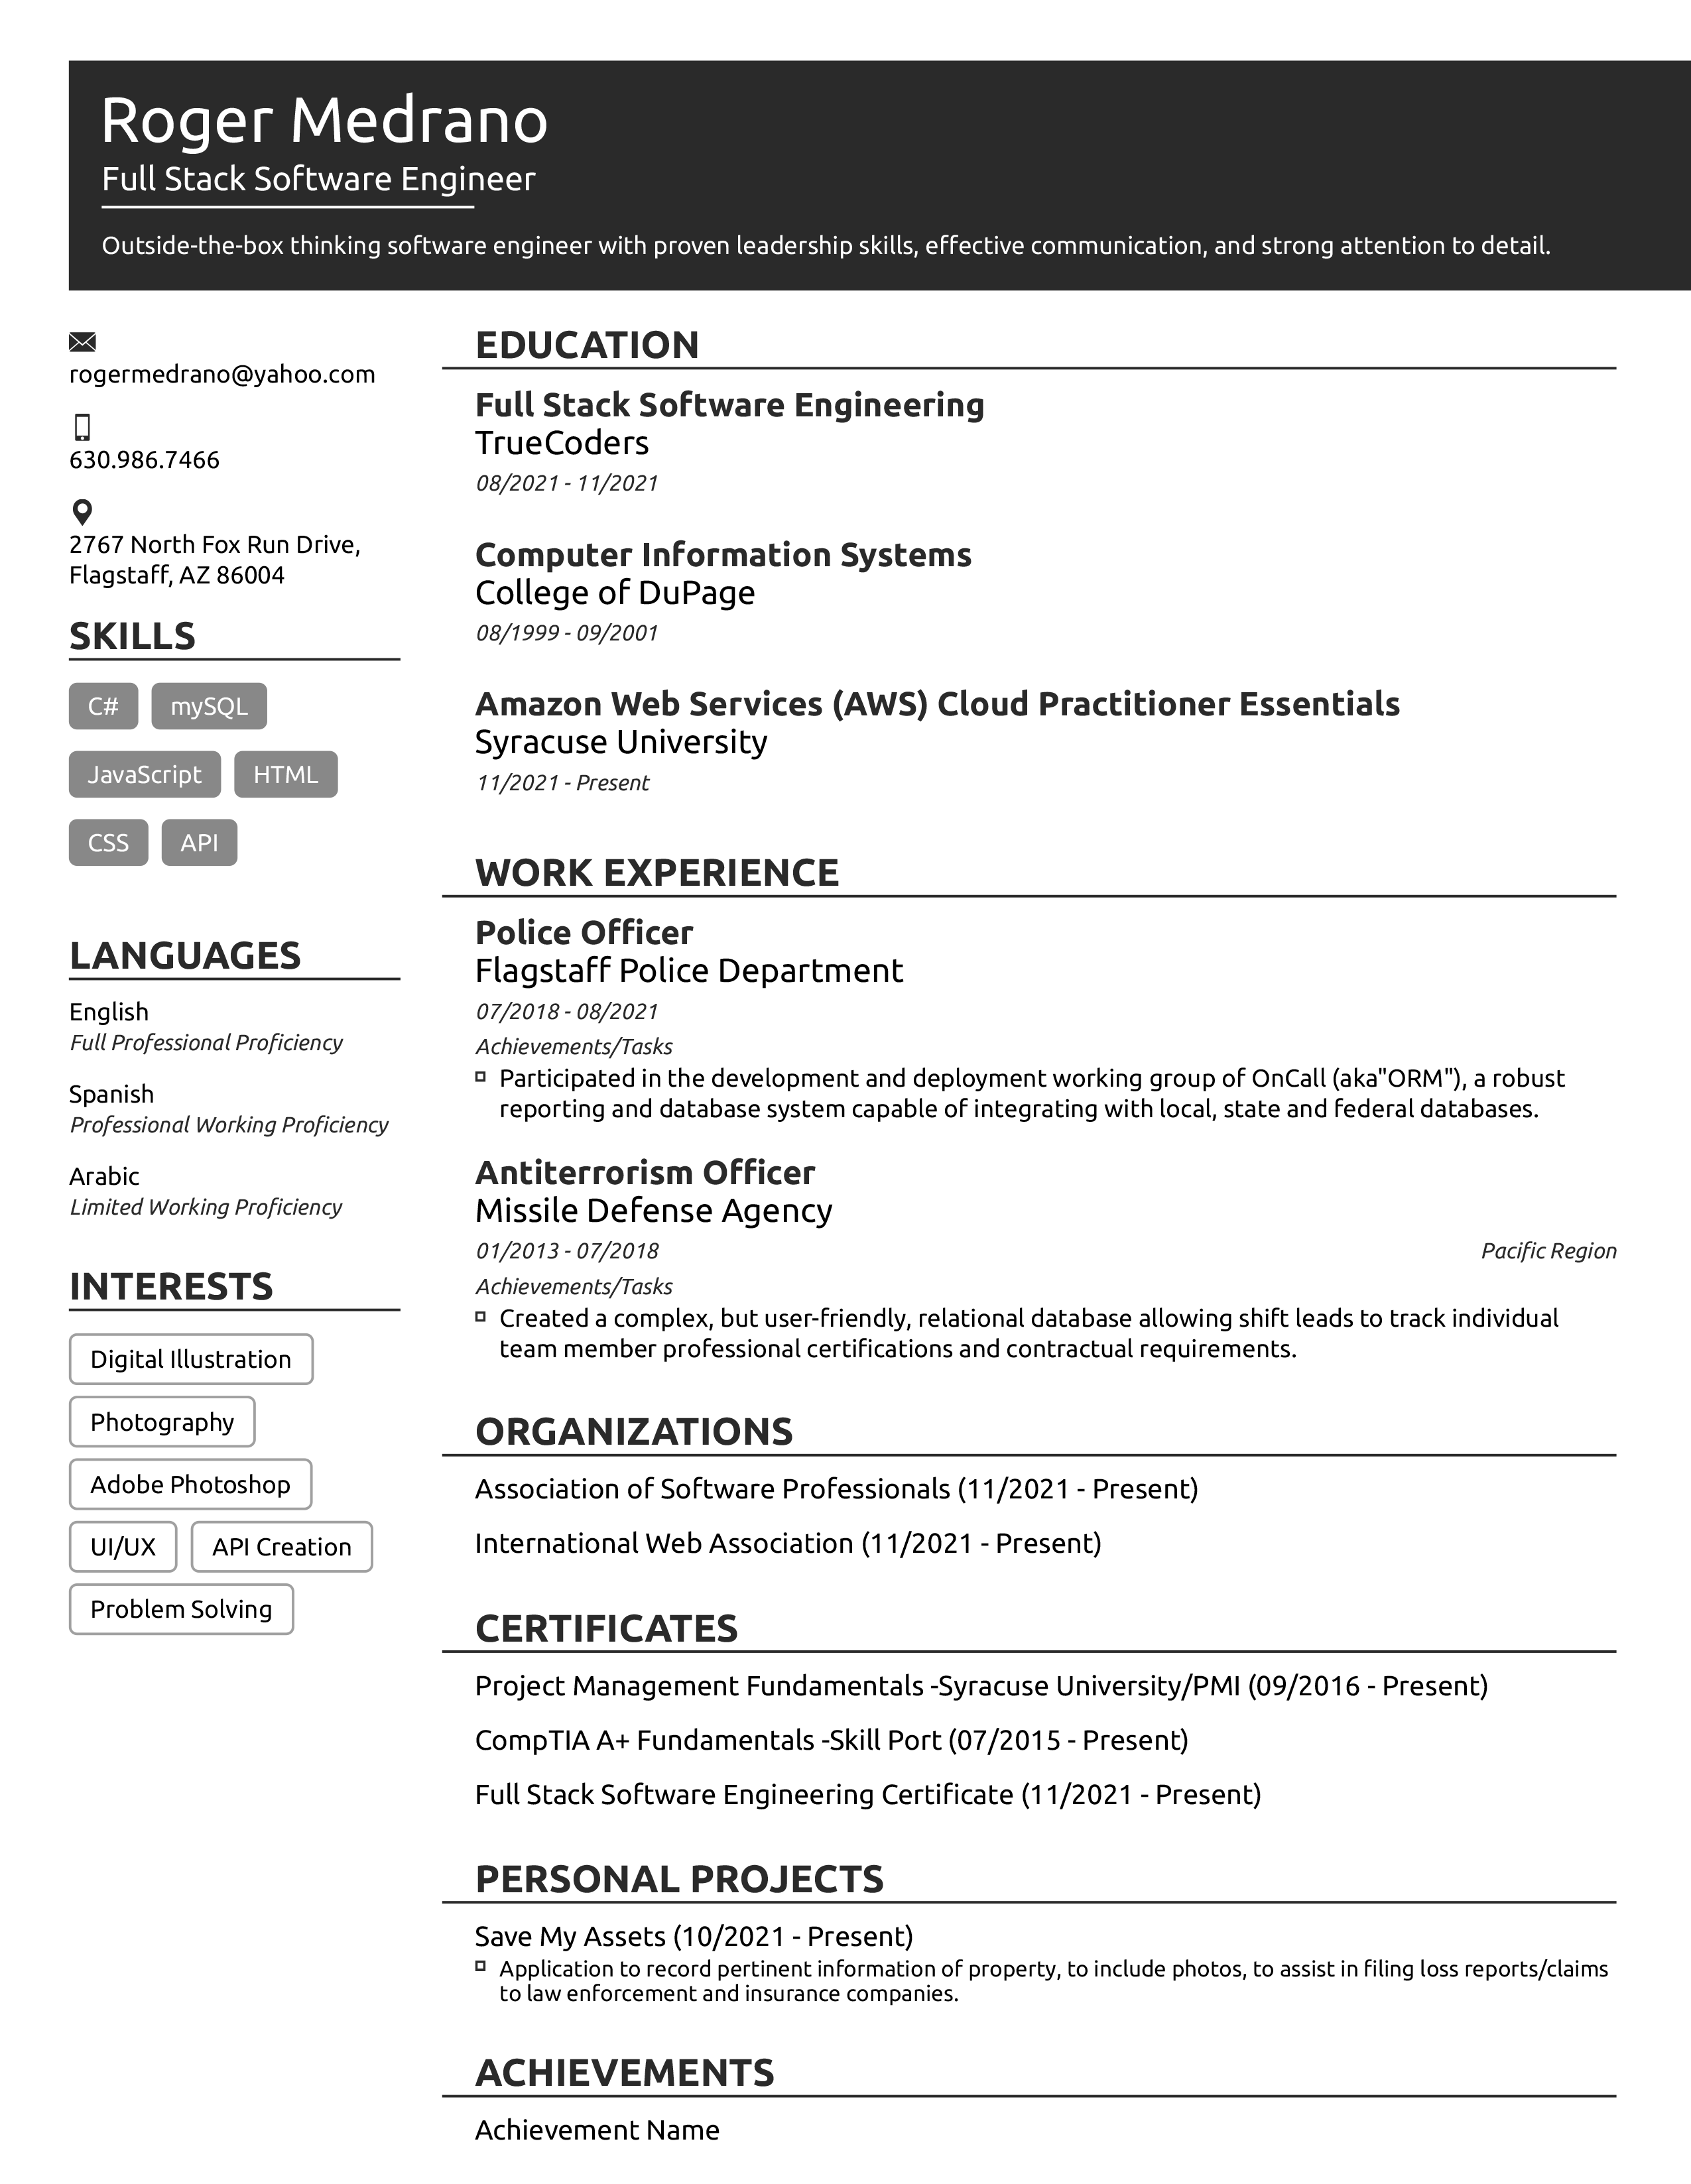 Roger Medrano
Full Stack Software Engineer
Outside-the-box thinking software engineer with proven leadership skills, effective communication, and strong attention to detail.
rogermedrano@yahoo.com
630.986.7466
2767 North Fox Run Drive,
Flagstaff, AZ 86004
SKILLS
C# mySQL
JavaScript HTML
CSS API
LANGUAGES
English
Full Professional Proficiency
Spanish
Professional Working Proficiency
Arabic
Limited Working Proficiency
INTERESTS
Digital Illustration
Photography
Adobe Photoshop
UI/UX API Creation
Problem Solving
EDUCATION
Full Stack Software Engineering
TrueCoders
08/2021 - 11/2021
Computer Information Systems
College of DuPage
08/1999 - 09/2001
Amazon Web Services (AWS) Cloud Practitioner Essentials
Syracuse University
11/2021 - Present
WORK EXPERIENCE
Police Officer
Flagstaff Police Department
07/2018 - 08/2021
Achievements/Tasks
Participated in the development and deployment working group of OnCall (aka"ORM"), a robust
reporting and database system capable of integrating with local, state and federal databases.
Antiterrorism Officer
Missile Defense Agency
01/2013 - 07/2018 Pacific Region
Achievements/Tasks
Created a complex, but user-friendly, relational database allowing shift leads to track individual
team member professional certifications and contractual requirements.
ORGANIZATIONS
Association of Software Professionals (11/2021 - Present)
International Web Association (11/2021 - Present)
CERTIFICATES
Project Management Fundamentals -Syracuse University/PMI (09/2016 - Present)
CompTIA A+ Fundamentals -Skill Port (07/2015 - Present)
Full Stack Software Engineering Certificate (11/2021 - Present)
PERSONAL PROJECTS
Save My Assets (10/2021 - Present)
Application to record pertinent information of property, to include photos, to assist in filing loss reports/claims
to law enforcement and insurance companies.
ACHIEVEMENTS
Achievement Name